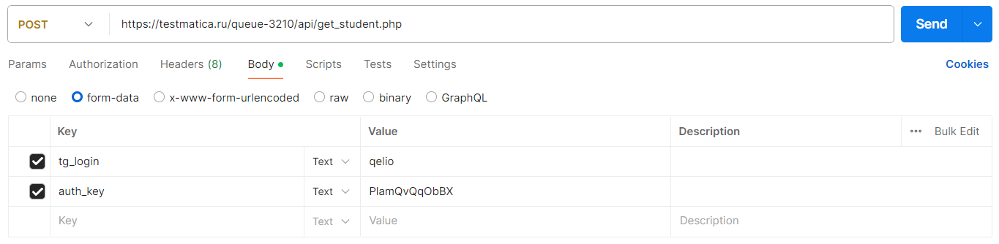 POST https://testmatica.ru/queue-3210/api/get_student.php Send
Params Authorization Headers (8) Body Scripts Tests Settings Cookies
none form-data x-www-form-urlencoded raw binary GraphQL
Key Value Description Bulk Edit
tg_login Text qelio
auth_key Text PlamQvQqObBX
Key Text Value Description